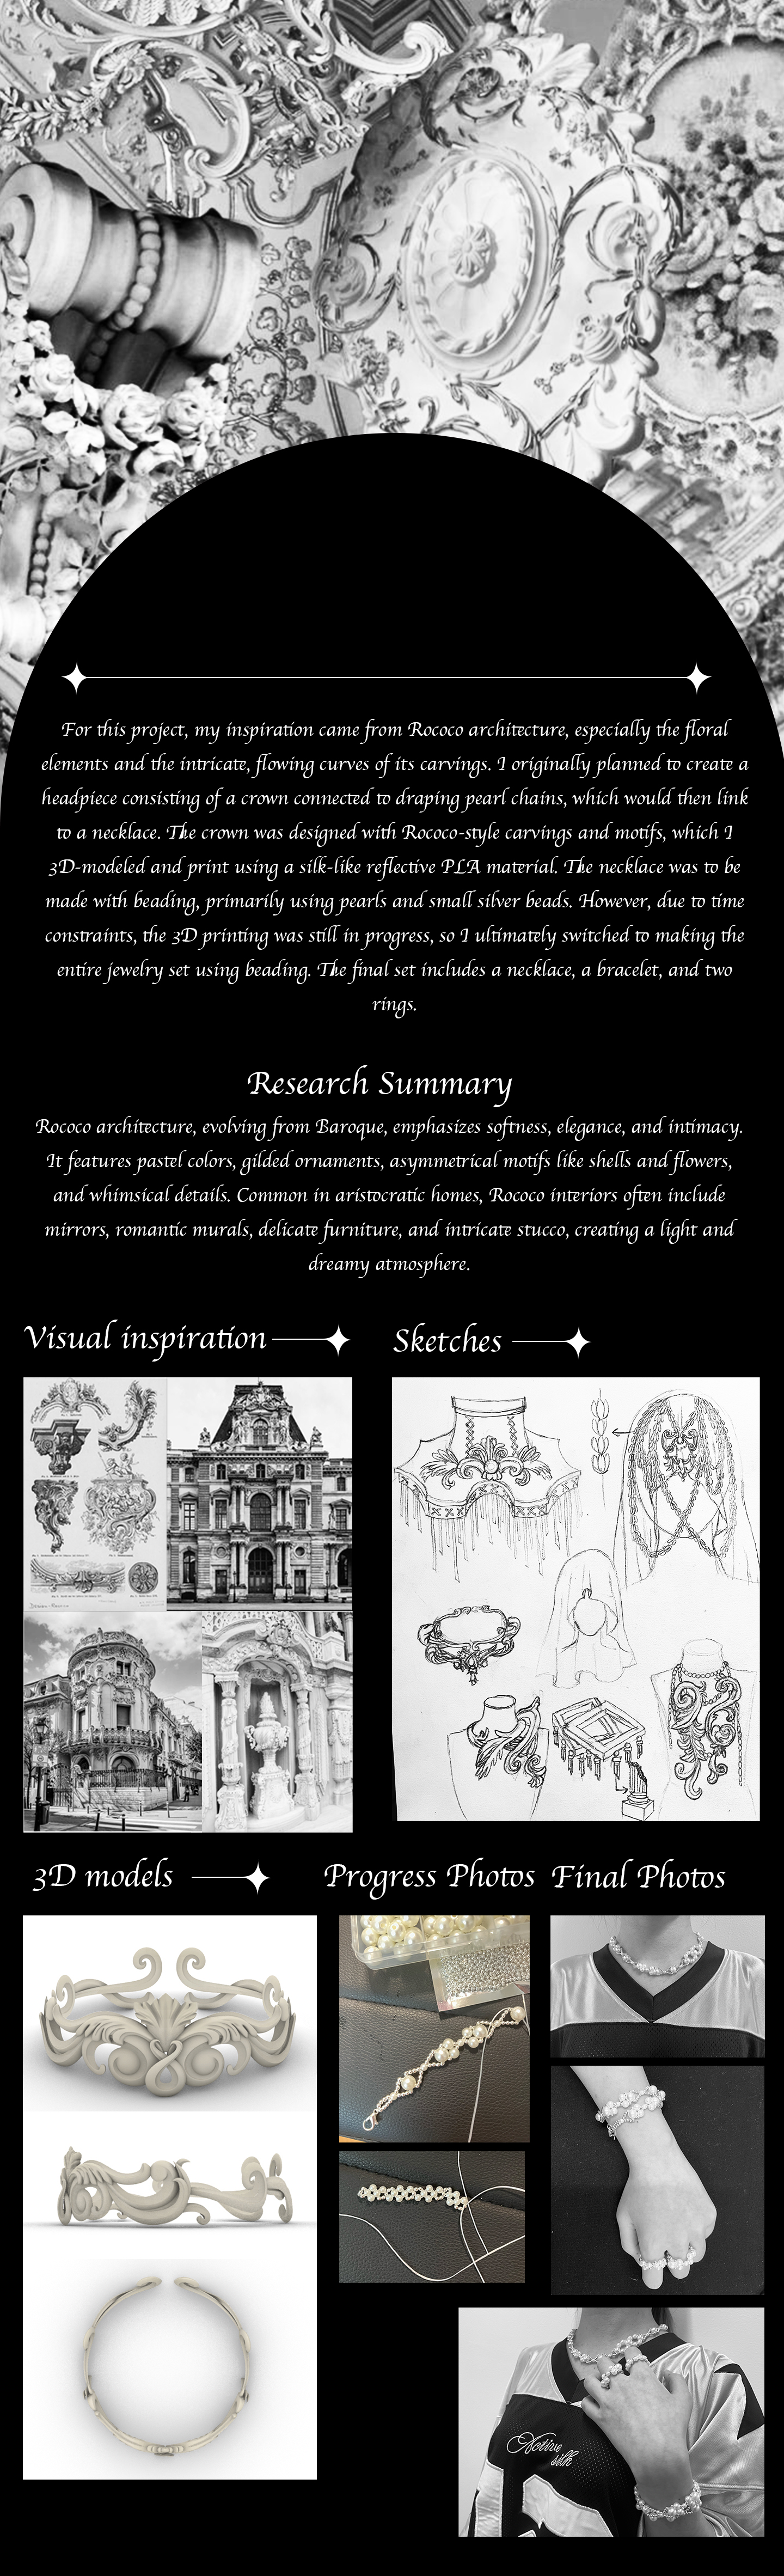 For this project, my inspiration came from Rococo architecture, especially the floral
elements and the intricate, flowing curves of its carvings. I originally planned to create a
headpiece consisting of a crown connected to draping pearl chains, which would then link
to a necklace. The crown was designed with Rococo-style carvings and motifs, which I
3D-modeled and print using a silk-like reflective PLA material. The necklace was to be
made with beading, primarily using pearls and small silver beads. However, due to time
constraints, the 3D printing was still in progress, so I ultimately switched to making the
entire jewelry set using beading. The final set includes a necklace, a bracelet, and two
rings.
Research Summary
Rococo architecture, evolving from Baroque, emphasizes softness, elegance, and intimacy.
It features pastel colors, gilded ornaments, asymmetrical motifs like shells and flowers,
and whimsical details. Common in aristocratic homes, Rococo interiors often include
mirrors, romantic murals, delicate furniture, and intricate stucco, creating a light and
dreamy atmosphere.
Visual inspiration
Sketches
3D models
Progress Photos
Final Photos
silk